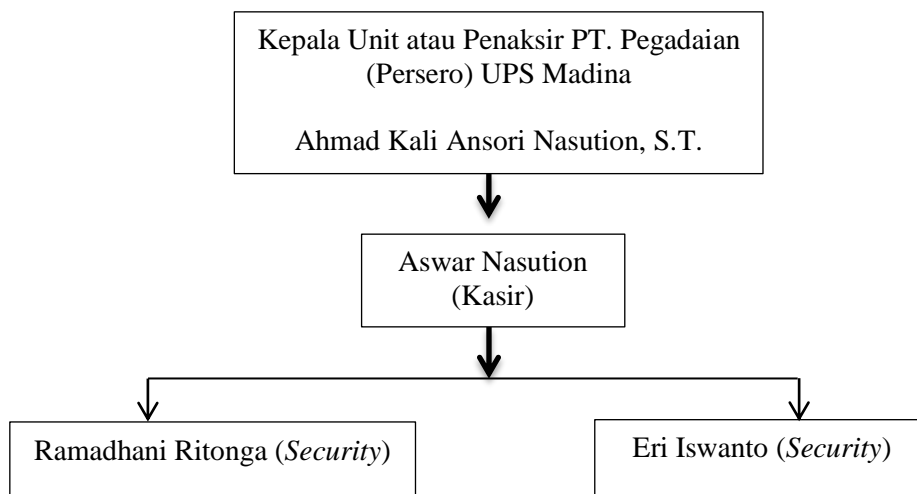 Kepala Unit atau Penaksir PT. Pegadaian
(Persero) UPS Madina
Ahmad Kali Ansori Nasution, S.T.
Aswar Nasution
(Kasir)
Ramadhani Ritonga (Security)
Eri Iswanto (Security)